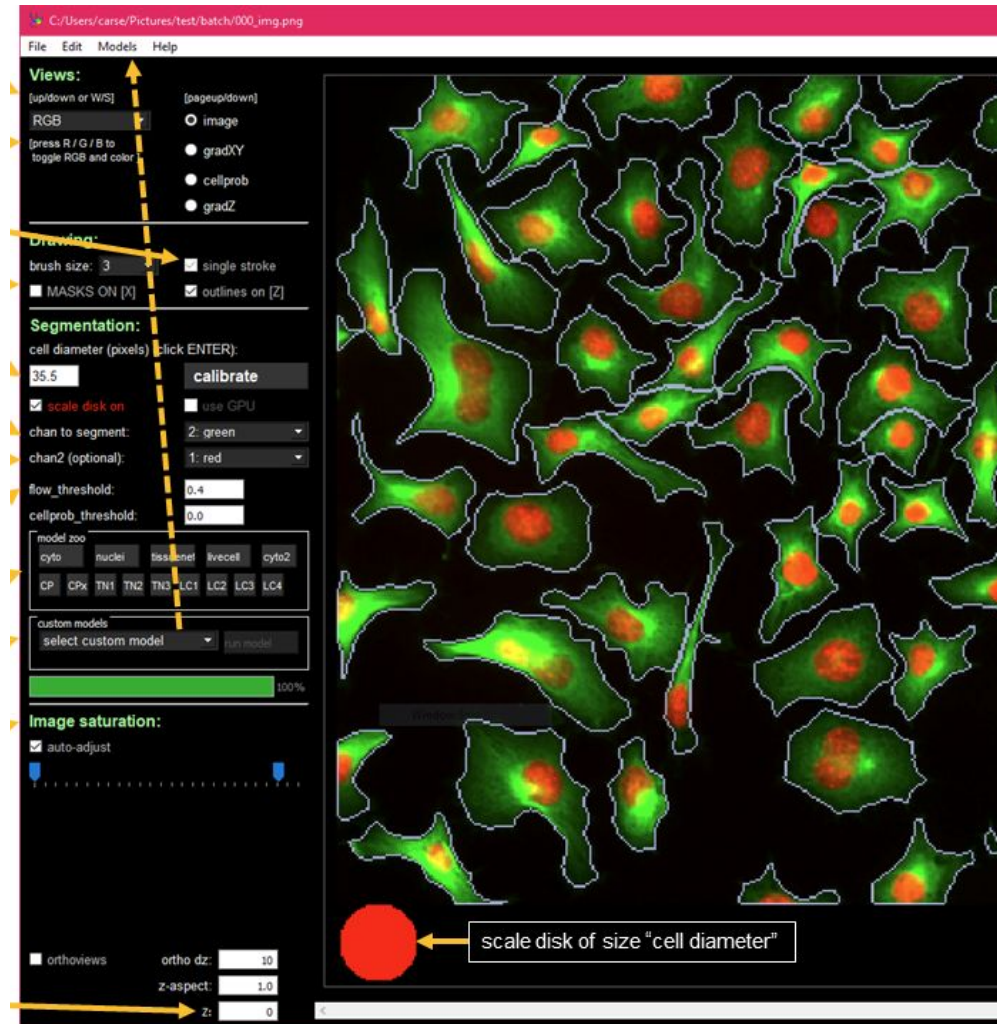 C:/Users/carse/Pictures/test/batch/000_img.png
File Edit Models Help
Views:
[up/down or W/S] [pageup/down]
RGB image
[press R / G / B to
toggle RGB and color ]
gradXY
cellprob
gradZ
Drawing:
brush size: 3 single stroke
MASKS ON [X] outlines on [Z]
Segmentation:
cell diameter (pixels) (click ENTER):
35.5 calibrate
scale disk on use GPU
chan to segment: 2: green
chan2 (optional): 1: red
flow_threshold: 0.4
cellprob_threshold: 0.0
model zoo
cyto nuclei tissuenet livecell cyto2
CP CPx TN1 TN2 TN3 LC1 LC2 LC3 LC4
custom models
select custom model run model
100%
Image saturation:
auto-adjust
scale disk of size “cell diameter”
orthoviews ortho dz: 10
z-aspect: 1.0
Z: 0